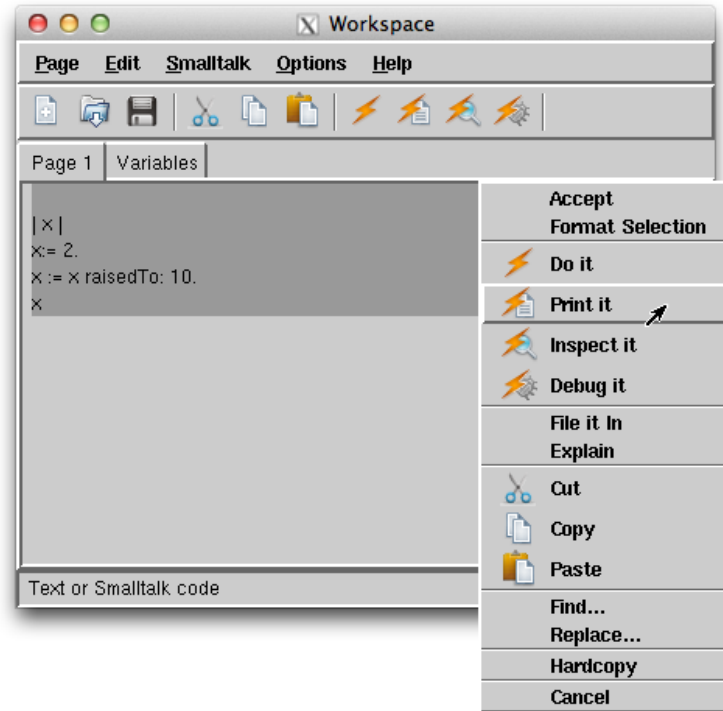 Workspace
Page Edit Smalltalk Options Help
Page 1 Variables
| x |
x:= 2.
x := x raisedTo: 10.
x
Text or Smalltalk code
Accept
Format Selection
Do it
Print it
Inspect it
Debug it
File it In
Explain
Cut
Copy
Paste
Find...
Replace...
Hardcopy
Cancel